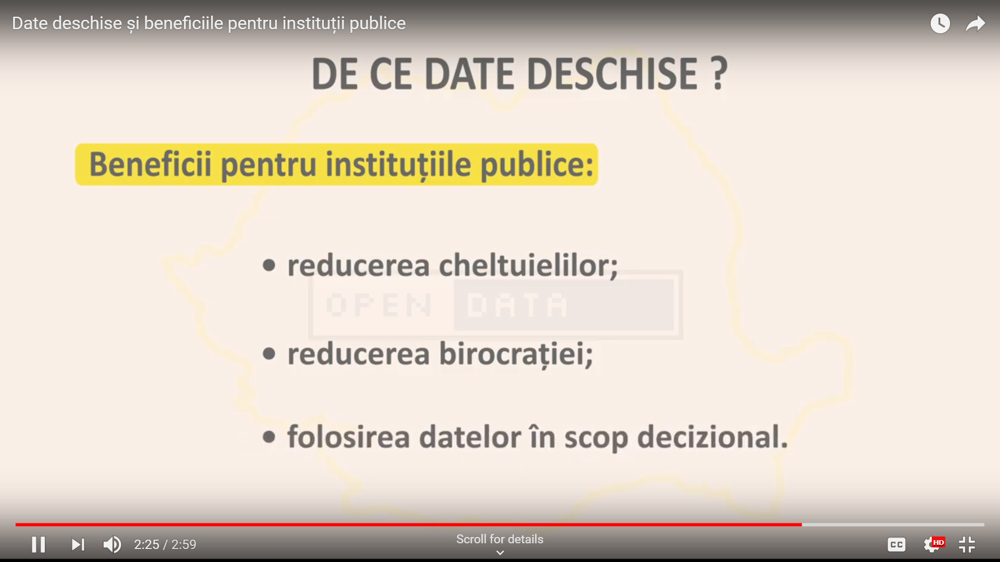 Date deschise și beneficiile pentru instituții publice
DE CE DATE DESCHISE ?
Beneficii pentru instituțiile publice:
• reducerea cheltuielilor;
OPEN DATA
• reducerea birocrației;
• folosirea datelor în scop decizional.
2:25 / 2:59
Scroll for details
CC
HD